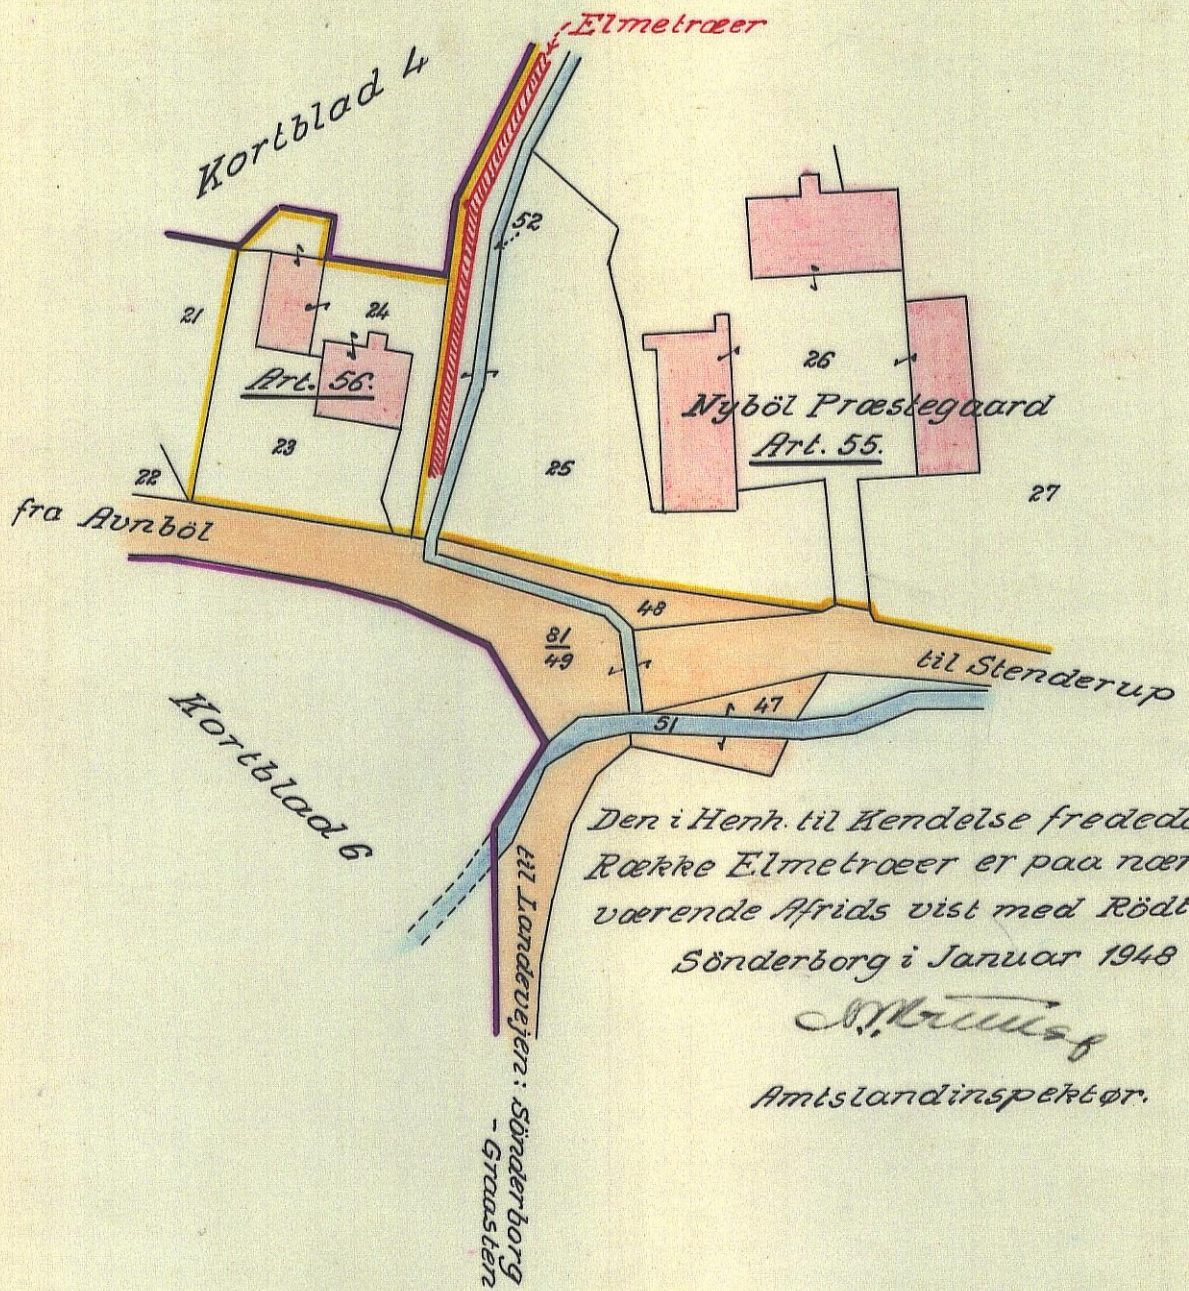 Elmetræer
Kortblad 4
52
21
24
26
Art. 56.
Nyböl Præstegaard
Art. 55.
23
25
22
27
fra Avnböl
48
81
49
til Stenderup
47
51
Kortblad 6
Den i Henh. til Kendelse fredede
Række Elmetræer er paa nær-
værende Afrids vist med Rödt
Sönderborg i Januar 1948
Amtslandinspektør.
til Landevejen: Sönderborg
- Graasten